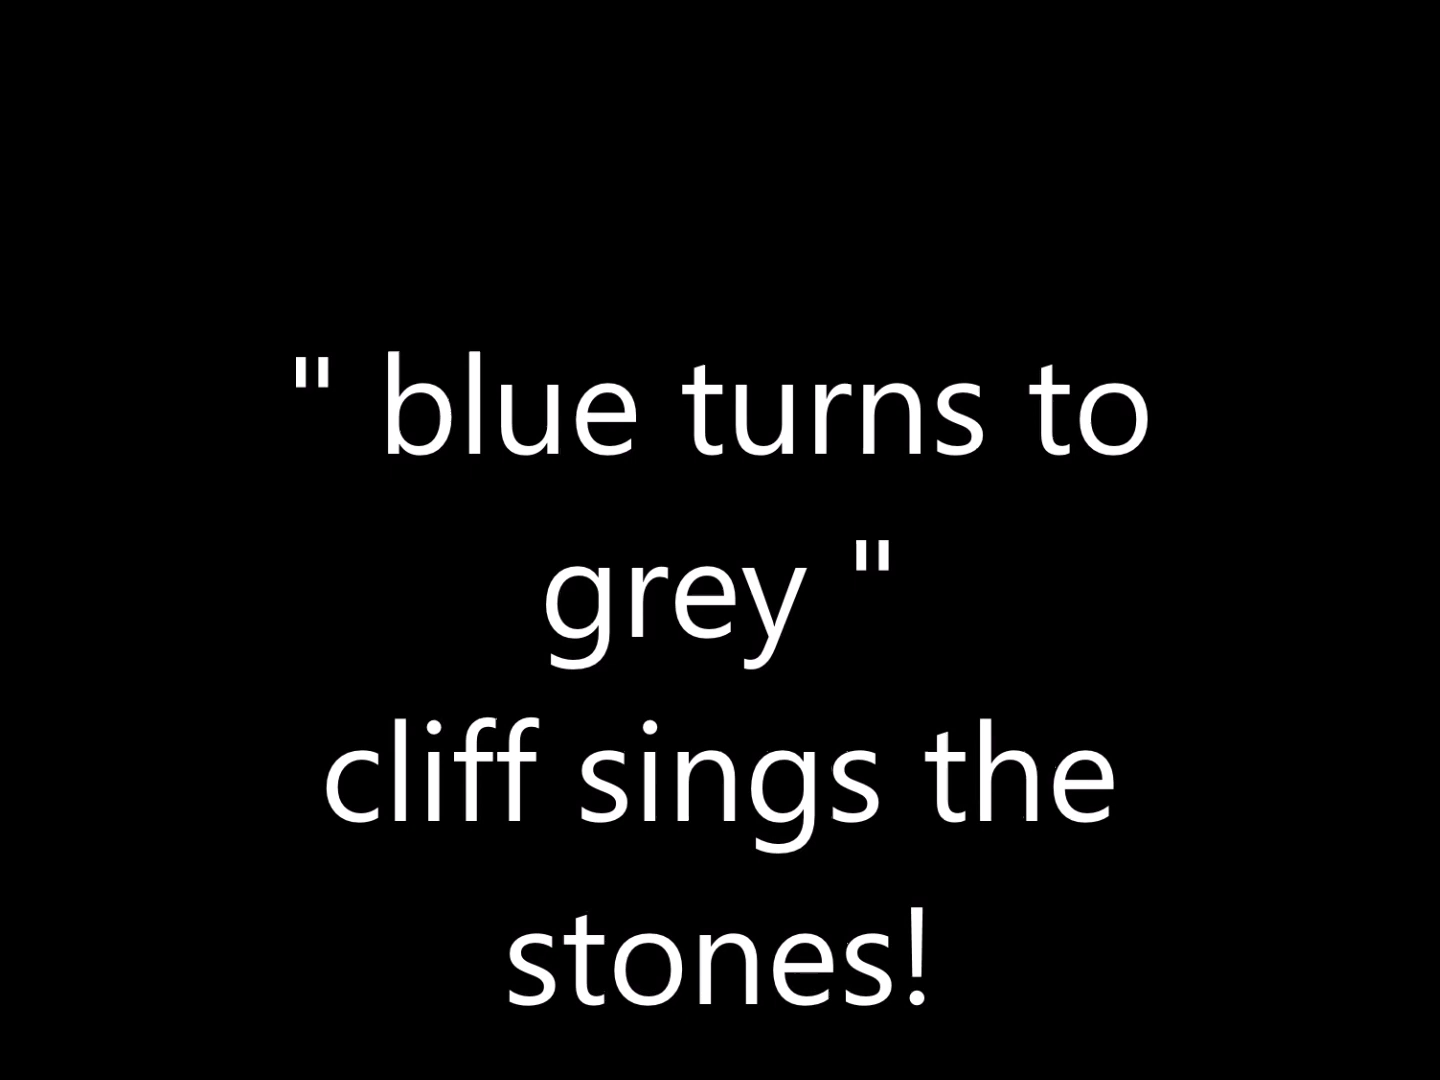 " blue turns to
grey "
cliff sings the
stones!